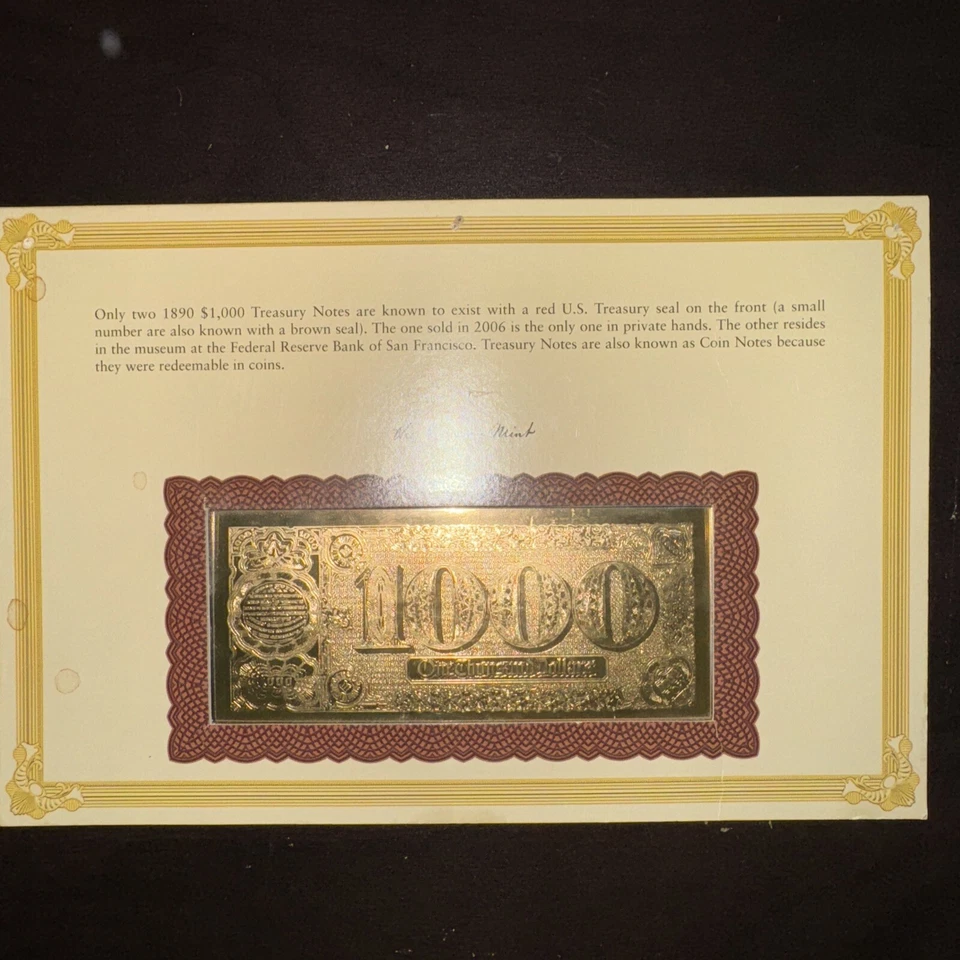 Only two 1890 $1,000 Treasury Notes are known to exist with a red U.S. Treasury seal on the front (a small
number are also known with a brown seal). The one sold in 2006 is the only one in private hands. The other resides
in the museum at the Federal Reserve Bank of San Francisco. Treasury Notes are also known as Coin Notes because
they were redeemable in coins.
Mint
1000
One Thousand Dollars